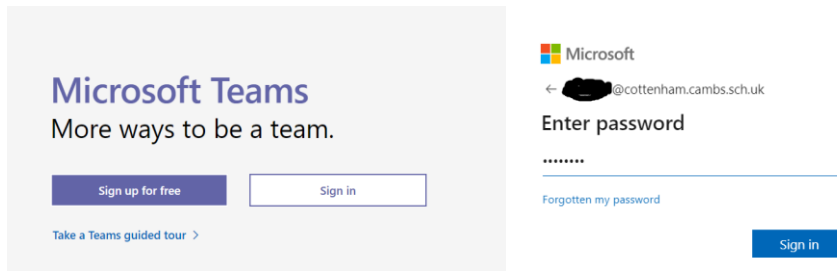 Microsoft Teams
More ways to be a team.
Sign up for free
Sign in
Take a Teams guided tour >
Microsoft
← @cottenham.cambs.sch.uk
Enter password
••••••••
Forgotten my password
Sign in